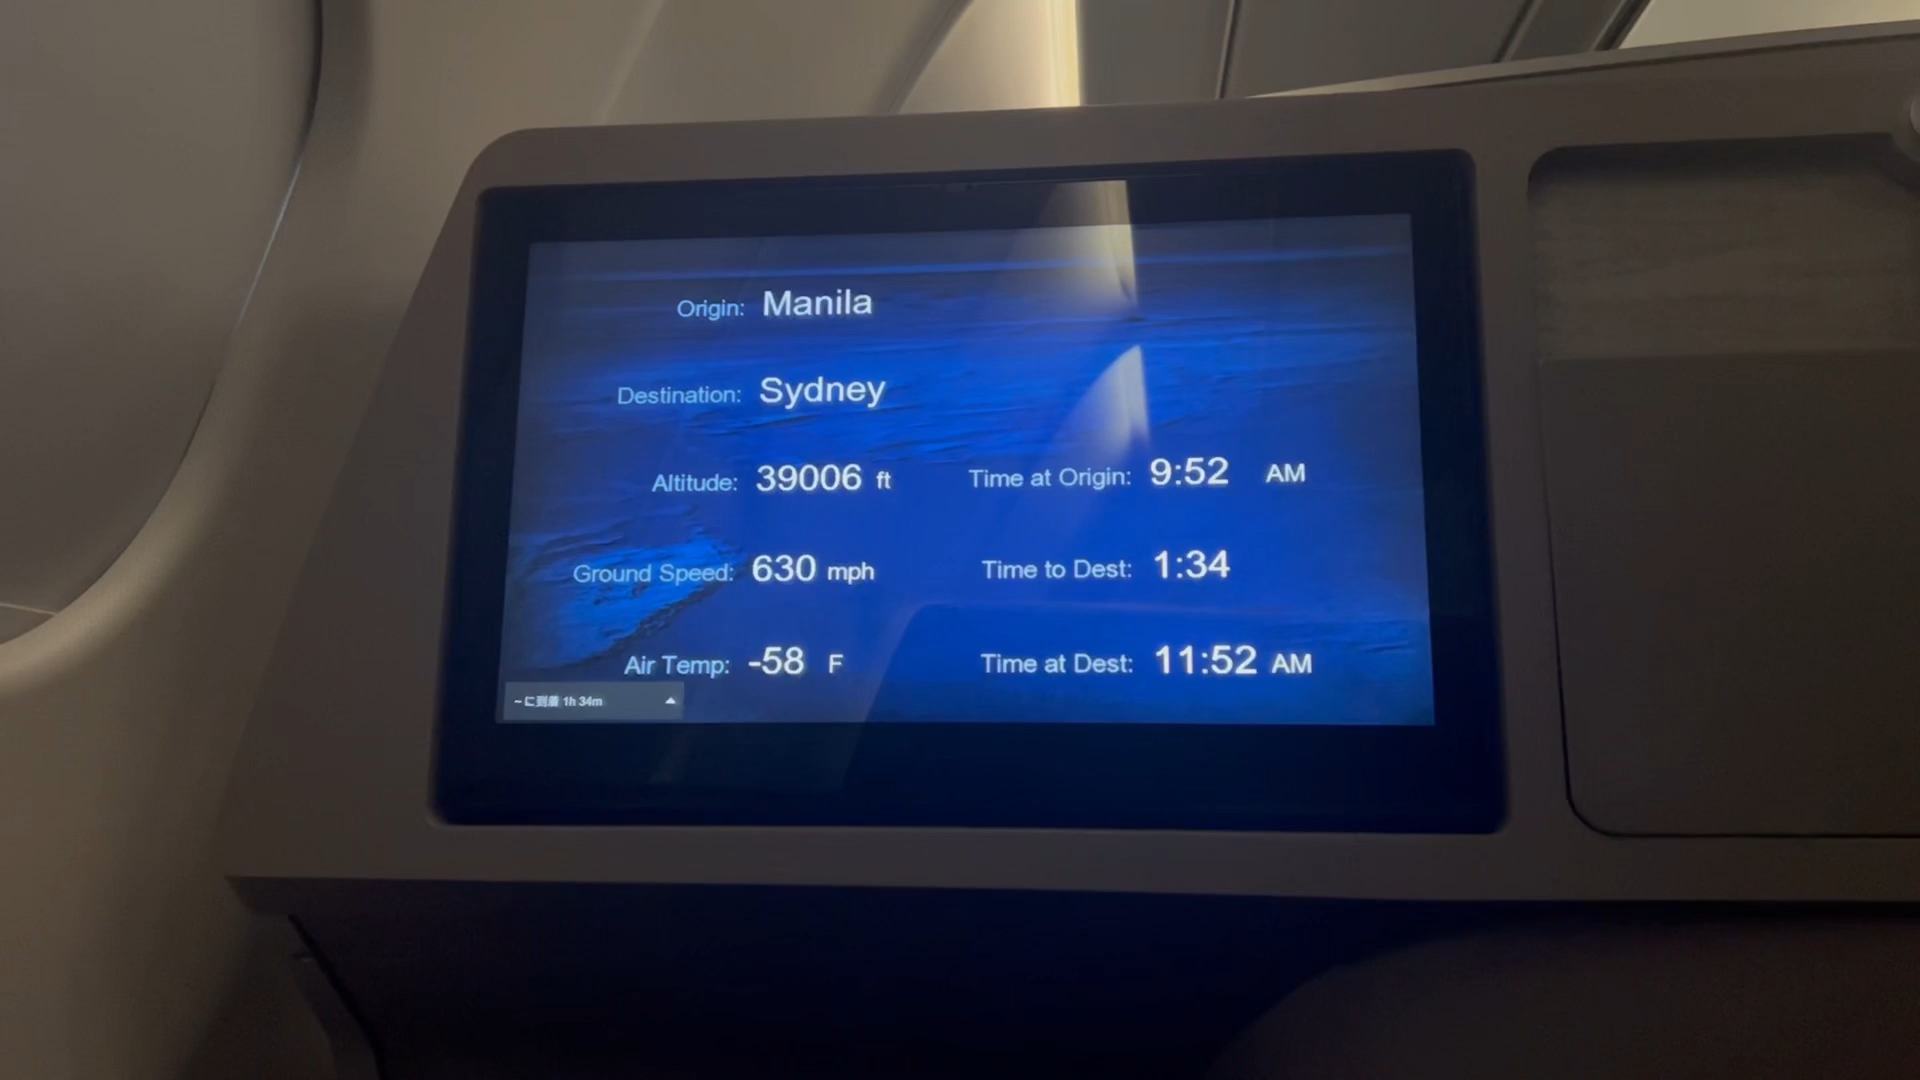 Origin: Manila
Destination: Sydney
Altitude: 39006 ft Time at Origin: 9:52 AM
Ground Speed: 630 mph Time to Dest: 1:34
Air Temp: -58 F Time at Dest: 11:52 AM
~に到着 1h 34m